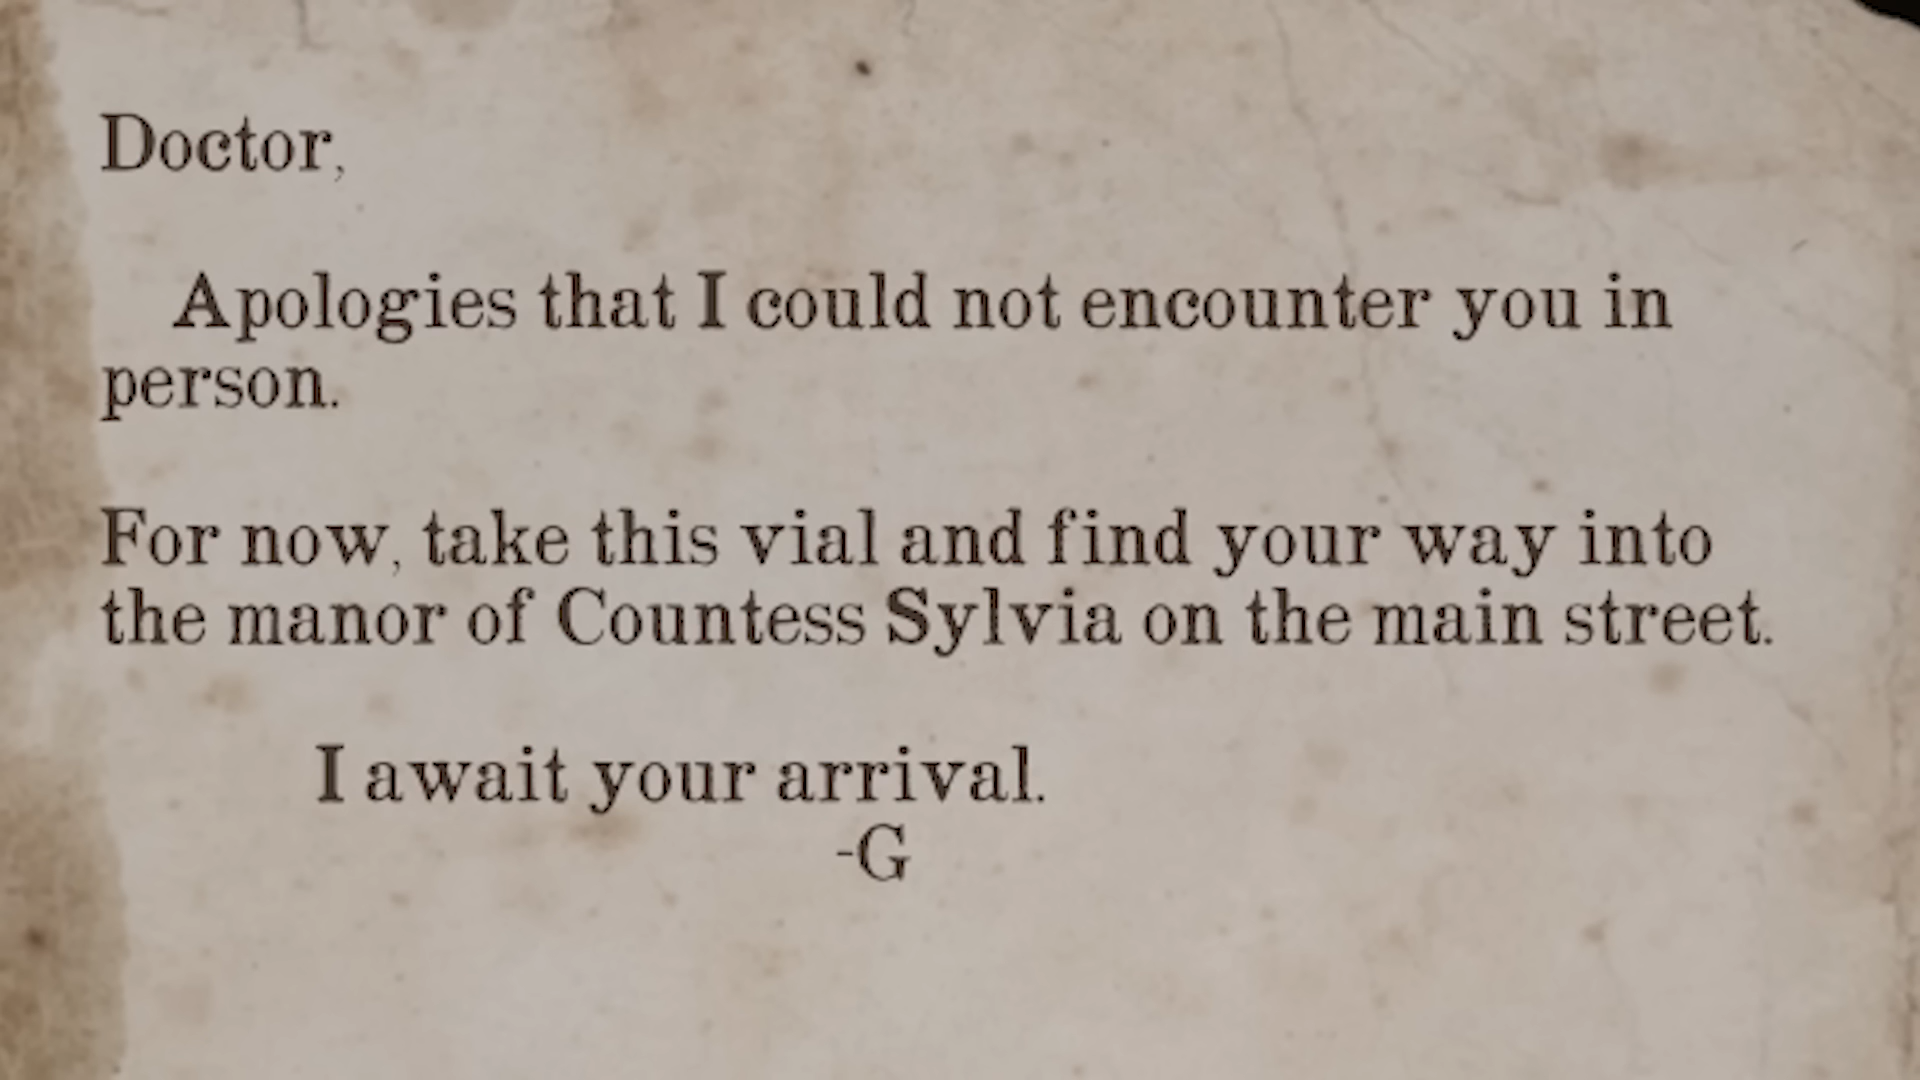 Doctor,
Apologies that I could not encounter you in
person.
For now, take this vial and find your way into
the manor of Countess Sylvia on the main street.
I await your arrival.
-G